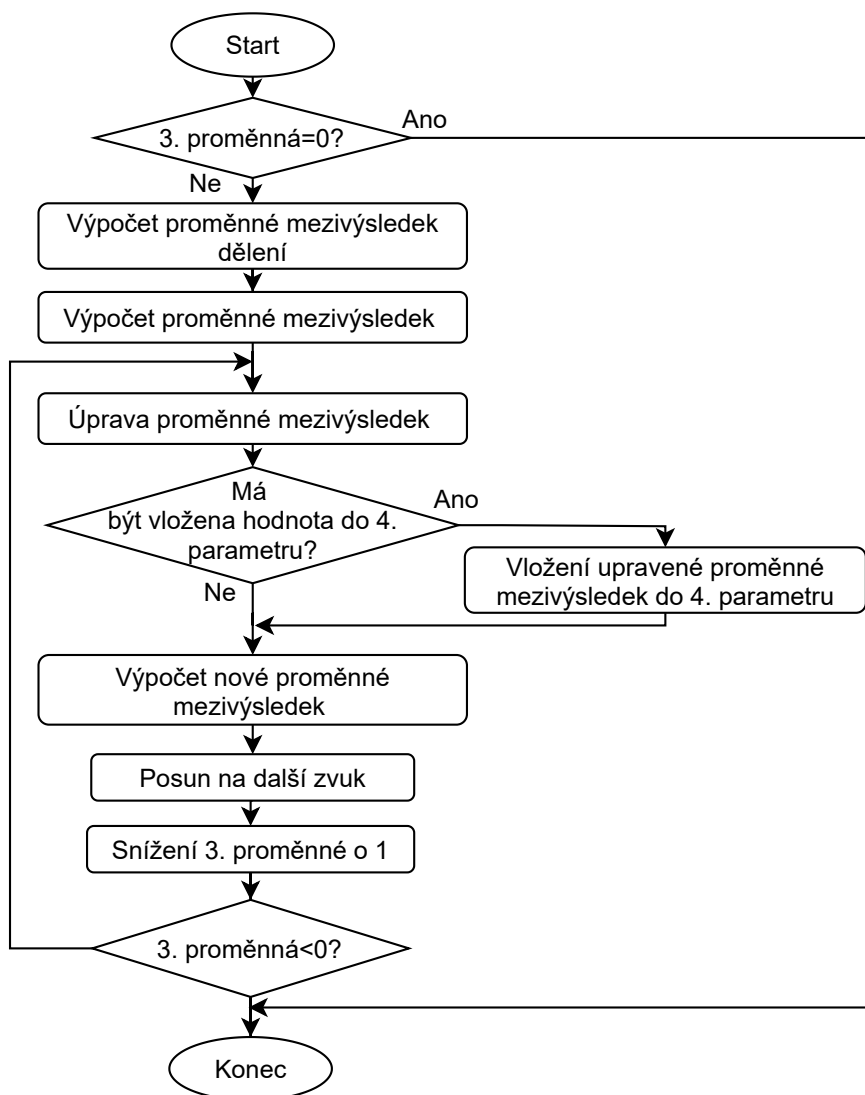 Start
3. proměnná=0?
Ano
Ne
Výpočet proměnné mezivýsledek
dělení
Výpočet proměnné mezivýsledek
Úprava proměnné mezivýsledek
Má
být vložena hodnota do 4.
parametru?
Ano
Vložení upravené proměnné
mezivýsledek do 4. parametru
Ne
Výpočet nové proměnné
mezivýsledek
Posun na další zvuk
Snížení 3. proměnné o 1
3. proměnná<0?
Konec